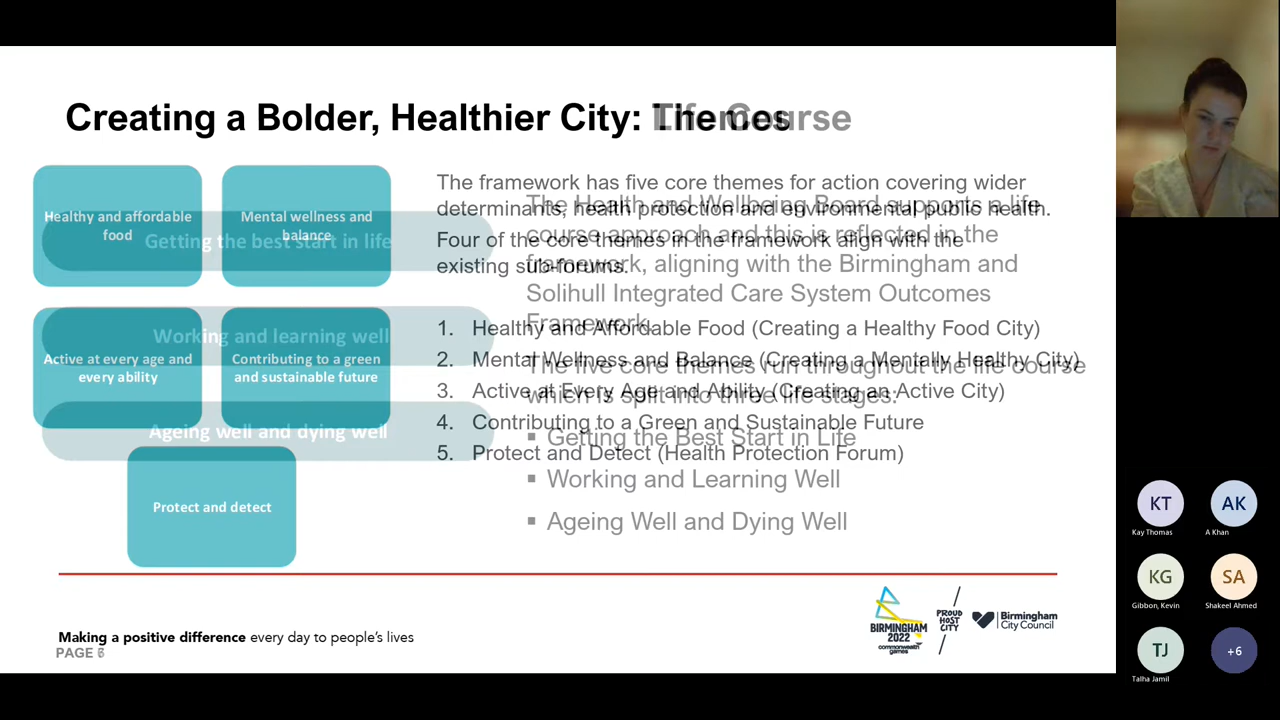 Creating a Bolder, Healthier City: Themes
Life Course
Healthy and affordable
food
Mental wellness and
balance
Active at every age and
every ability
Contributing to a green
and sustainable future
Protect and detect
Getting the best start in life
Working and learning well
Ageing well and dying well
The framework has five core themes for action covering wider
determinants, health protection and environmental public health.
Four of the core themes in the framework align with the
existing sub-forums.
1. Healthy and Affordable Food (Creating a Healthy Food City)
2. Mental Wellness and Balance (Creating a Mentally Healthy City)
3. Active at Every Age and Ability (Creating an Active City)
4. Contributing to a Green and Sustainable Future
5. Protect and Detect (Health Protection Forum)
The Health and Wellbeing Board supports a life
course approach and this is reflected in the
framework, aligning with the Birmingham and
Solihull Integrated Care System Outcomes
Framework.
The five core themes run throughout the life course
which is split into three life stages:
▪ Getting the Best Start in Life
▪ Working and Learning Well
▪ Ageing Well and Dying Well
Making a positive difference every day to people's lives
PAGE
BIRMINGHAM
2022
commonwealth
games
PROUD
HOST
CITY
Birmingham
City Council
KT
Kay Thomas
AK
A Khan
KG
Gibbon, Kevin
SA
Shakeel Ahmed
TJ
Talha Jamil
+6